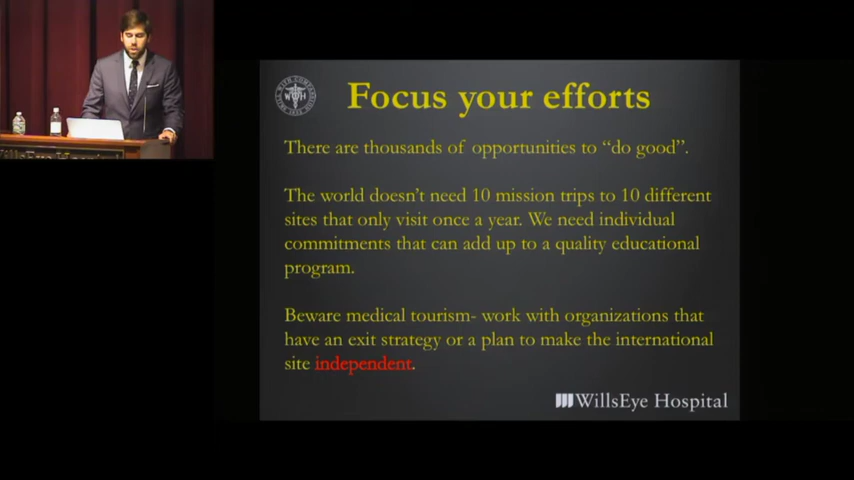 Focus your efforts
There are thousands of opportunities to “do good”.
The world doesn’t need 10 mission trips to 10 different
sites that only visit once a year. We need individual
commitments that can add up to a quality educational
program.
Beware medical tourism- work with organizations that
have an exit strategy or a plan to make the international
site independent.
WillsEye Hospital